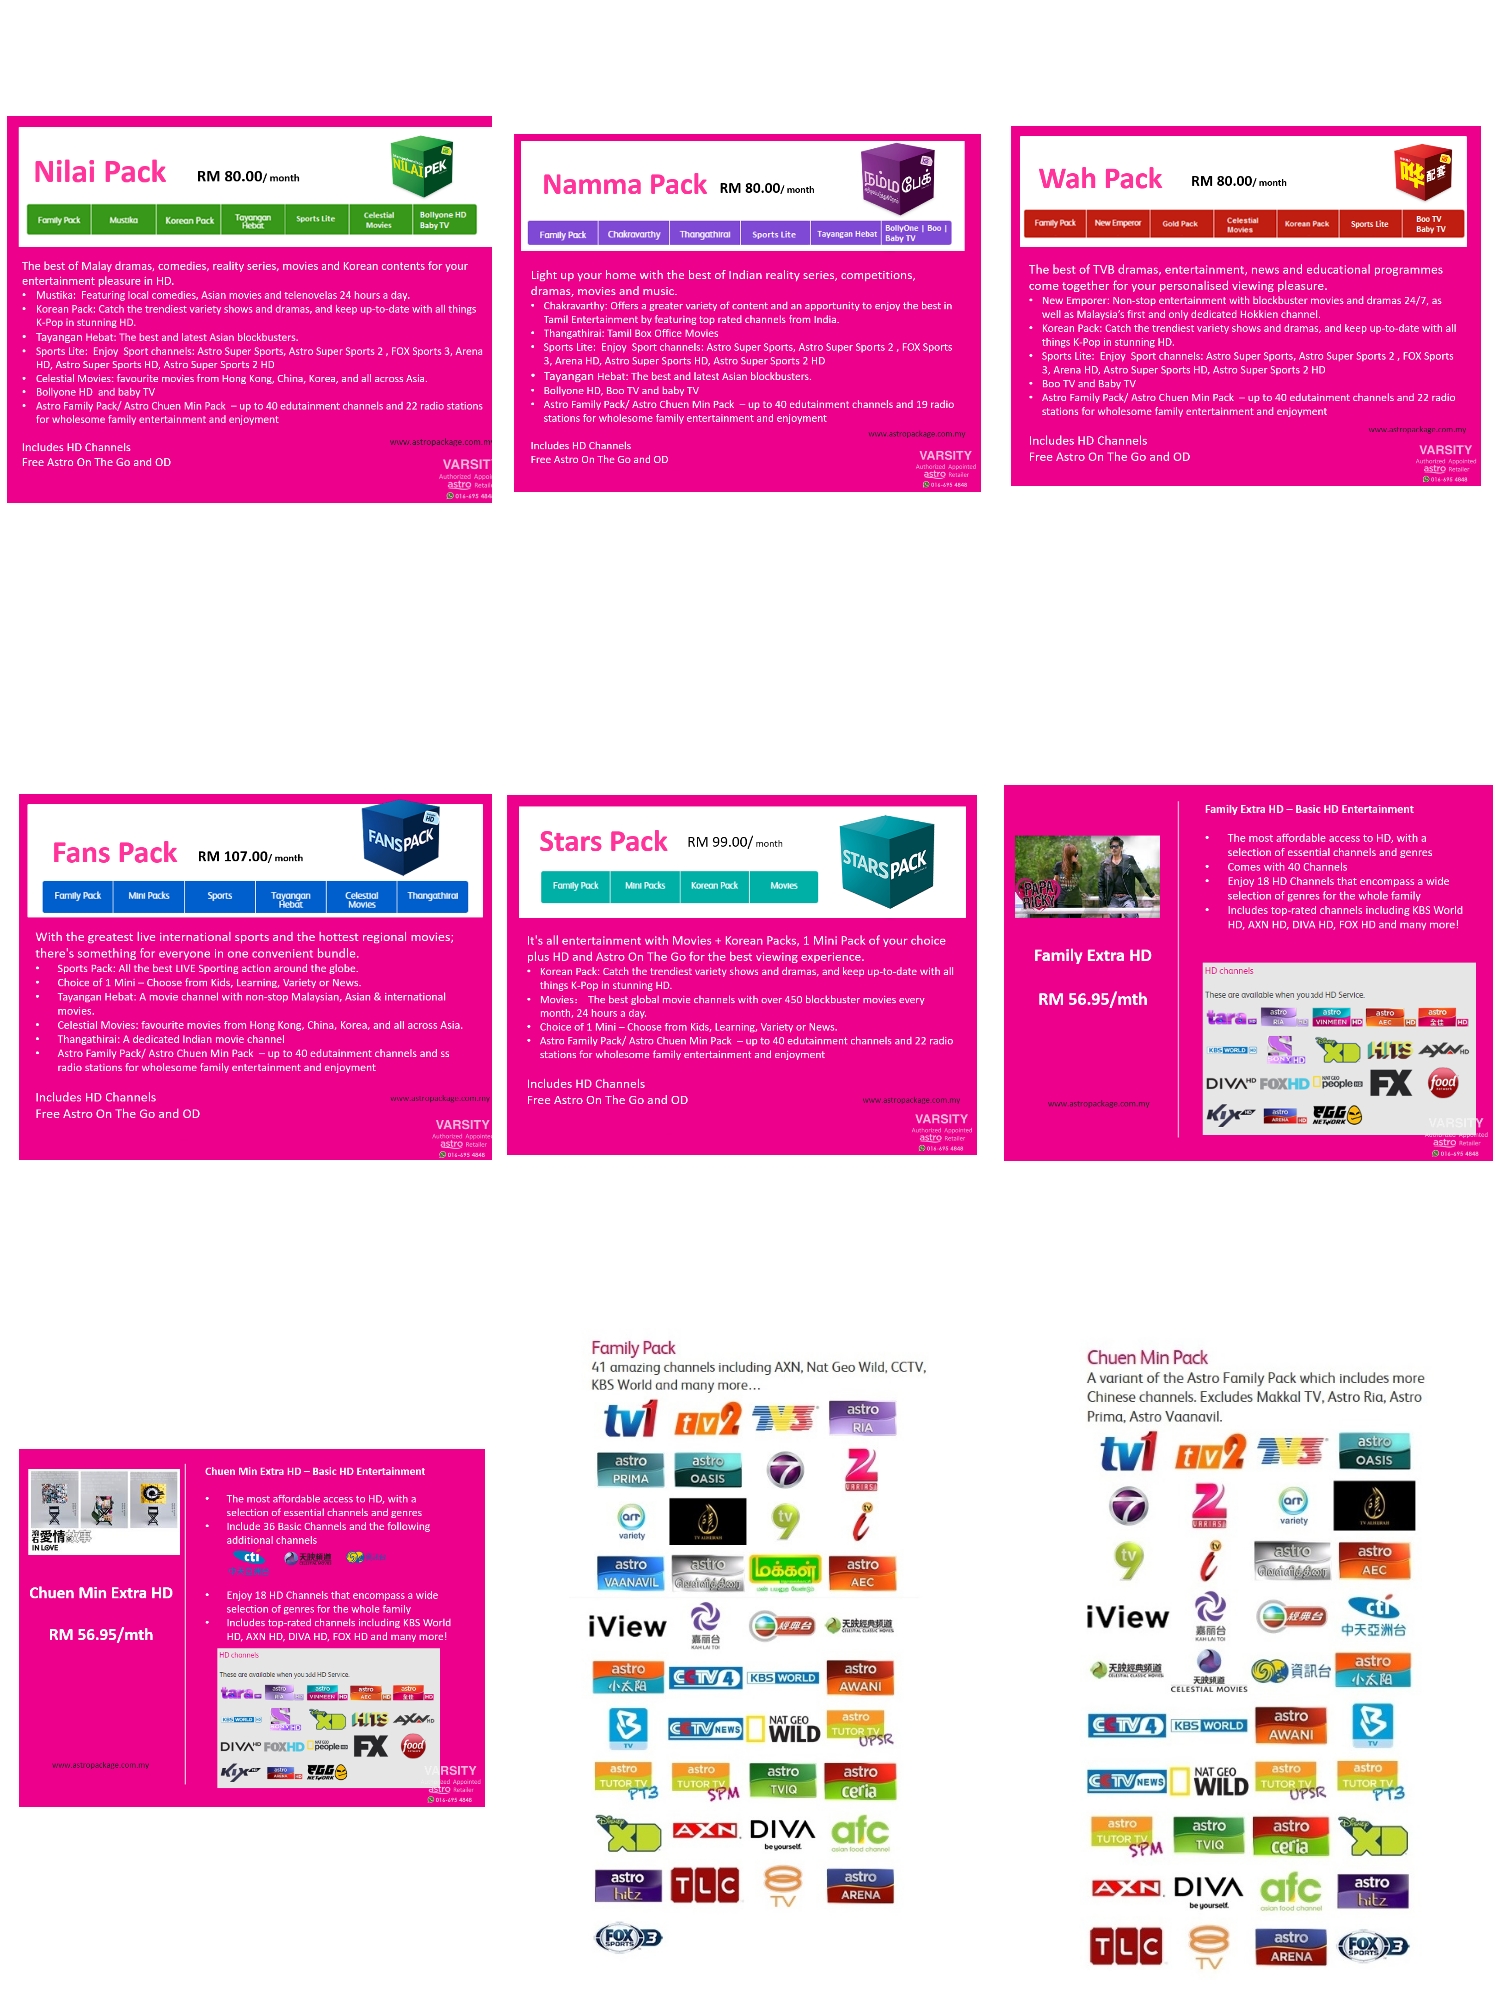 Nilai Pack
RM 80.00/ month
NILAI PEK
Family Pack
Mustika
Korean Pack
Tayangan Hebat
Sports Lite
Celestial Movies
Bollyone HD Baby TV
The best of Malay dramas, comedies, reality series, movies and Korean contents for your
entertainment pleasure in HD.
• Mustika: Featuring local comedies, Asian movies and telenovelas 24 hours a day.
• Korean Pack: Catch the trendiest variety shows and dramas, and keep up-to-date with all things
K-Pop in stunning HD.
• Tayangan Hebat: The best and latest Asian blockbusters.
• Sports Lite: Enjoy Sport channels: Astro Super Sports, Astro Super Sports 2 , FOX Sports 3, Arena
HD, Astro Super Sports HD, Astro Super Sports 2 HD
• Celestial Movies: favourite movies from Hong Kong, China, Korea, and all across Asia.
• Bollyone HD and baby TV
• Astro Family Pack/ Astro Chuen Min Pack – up to 40 edutainment channels and 22 radio stations
for wholesome family entertainment and enjoyment
www.astropackage.com.my
Includes HD Channels
Free Astro On The Go and OD
VARSIT
Authorized Appoi
astro Retail
016-695 484
Namma Pack
RM 80.00/ month
நம்ம பேக்
Family Pack
Chakravarthy
Thangathirai
Sports Lite
Tayangan Hebat
BollyOne | Boo | Baby TV
Light up your home with the best of Indian reality series, competitions,
dramas, movies and music.
• Chakravarthy: Offers a greater variety of content and an apportunity to enjoy the best in
Tamil Entertainment by featuring top rated channels from India.
• Thangathirai: Tamil Box Office Movies
• Sports Lite: Enjoy Sport channels: Astro Super Sports, Astro Super Sports 2 , FOX Sports
3, Arena HD, Astro Super Sports HD, Astro Super Sports 2 HD
• Tayangan Hebat: The best and latest Asian blockbusters.
• Bollyone HD, Boo TV and baby TV
• Astro Family Pack/ Astro Chuen Min Pack – up to 40 edutainment channels and 19 radio
stations for wholesome family entertainment and enjoyment
www.astropackage.com.my
Includes HD Channels
Free Astro On The Go and OD
VARSITY
Authorized Appointed
astro Retailer
016-695 4848
Wah Pack
RM 80.00/ month
配套
Family Pack
New Emperor
Gold Pack
Celestial Movies
Korean Pack
Sports Lite
Boo TV Baby TV
The best of TVB dramas, entertainment, news and educational programmes
come together for your personalised viewing pleasure.
• New Emporer: Non-stop entertainment with blockbuster movies and dramas 24/7, as
well as Malaysia's first and only dedicated Hokkien channel.
• Korean Pack: Catch the trendiest variety shows and dramas, and keep up-to-date with all
things K-Pop in stunning HD.
• Sports Lite: Enjoy Sport channels: Astro Super Sports, Astro Super Sports 2 , FOX Sports
3, Arena HD, Astro Super Sports HD, Astro Super Sports 2 HD
• Boo TV and Baby TV
• Astro Family Pack/ Astro Chuen Min Pack – up to 40 edutainment channels and 22 radio
stations for wholesome family entertainment and enjoyment
www.astropackage.com.my
Includes HD Channels
Free Astro On The Go and OD
VARSITY
Authorized Appointed
astro Retailer
016-695 4848
Fans Pack
RM 107.00/ month
FANSPACK
Family Pack
Mini Packs
Sports
Tayangan Hebat
Celestial Movies
Thangathirai
With the greatest live international sports and the hottest regional movies;
there's something for everyone in one convenient bundle.
• Sports Pack: All the best LIVE Sporting action around the globe.
• Choice of 1 Mini – Choose from Kids, Learning, Variety or News.
• Tayangan Hebat: A movie channel with non-stop Malaysian, Asian & international
movies.
• Celestial Movies: favourite movies from Hong Kong, China, Korea, and all across Asia.
• Thangathirai: A dedicated Indian movie channel
• Astro Family Pack/ Astro Chuen Min Pack – up to 40 edutainment channels and ss
radio stations for wholesome family entertainment and enjoyment
Includes HD Channels
www.astropackage.com.my
Free Astro On The Go and OD
VARSITY
Authorized Appointed
astro Retailer
016-695 4848
Stars Pack
RM 99.00/ month
STARSPACK
Family Pack
Mini Packs
Korean Pack
Movies
It's all entertainment with Movies + Korean Packs, 1 Mini Pack of your choice
plus HD and Astro On The Go for the best viewing experience.
• Korean Pack: Catch the trendiest variety shows and dramas, and keep up-to-date with all
things K-Pop in stunning HD.
• Movies: The best global movie channels with over 450 blockbuster movies every
month, 24 hours a day.
• Choice of 1 Mini – Choose from Kids, Learning, Variety or News.
• Astro Family Pack/ Astro Chuen Min Pack – up to 40 edutainment channels and 22 radio
stations for wholesome family entertainment and enjoyment
Includes HD Channels
Free Astro On The Go and OD
www.astropackage.com.my
VARSITY
Authorized Appointed
astro Retailer
016-695 4848
PAPA RICKY
Family Extra HD
RM 56.95/mth
www.astropackage.com.my
Family Extra HD – Basic HD Entertainment
• The most affordable access to HD, with a
selection of essential channels and genres
• Comes with 40 Channels
• Enjoy 18 HD Channels that encompass a wide
selection of genres for the whole family
• Includes top-rated channels including KBS World
HD, AXN HD, DIVA HD, FOX HD and many more!
HD channels
These are available when you add HD Service.
tara HD
astro RIA HD
astro VINMEEN HD
astro AEC HD
astro 全佳 HD
KBS WORLD HD
SONY HD
XD
HITS
AXN HD
DIVA HD
FOX HD
NAT GEO people HD
FX
food network
KIX HD
astro ARENA HD
EGG NETWORK
VARSITY
Authorized Appointed
astro Retailer
016-695 4848
愛情
IN LOVE
Chuen Min Extra HD
RM 56.95/mth
www.astropackage.com.my
Chuen Min Extra HD – Basic HD Entertainment
• The most affordable access to HD, with a
selection of essential channels and genres
• Include 36 Basic Channels and the following
additional channels
cti 中天亞洲台
天映頻道
• Enjoy 18 HD Channels that encompass a wide
selection of genres for the whole family
• Includes top-rated channels including KBS World
HD, AXN HD, DIVA HD, FOX HD and many more!
HD channels
These are available when you add HD Service.
tara HD
astro RIA HD
astro VINMEEN HD
astro AEC HD
astro 全佳 HD
KBS WORLD HD
SONY HD
XD
HITS
AXN HD
DIVA HD
FOX HD
NAT GEO people HD
FX
food network
KIX HD
astro ARENA HD
EGG NETWORK
VARSITY
Appointed
astro Retailer
016-695 4848
Family Pack
41 amazing channels including AXN, Nat Geo Wild, CCTV,
KBS World and many more...
tv1
tv2
TV3
astro RIA
astro PRIMA
astro OASIS
7
Z VARIASI
arr variety
TV ALHIJRAH
tv9
tv i
astro VAANAVIL
astro வெள்ளித்திரை
மக்கள்
astro AEC
iView
嘉丽台 KAH LAI TOI
經典台
天映經典頻道 CELESTIAL CLASSIC MOVIES
astro 小太阳
CCTV4
KBS WORLD
astro AWANI
B TV
CCTV NEWS
NAT GEO WILD
astro TUTOR TV UPSR
astro TUTOR TV PT3
astro TUTOR TV SPM
astro TVIQ
astro ceria
Disney XD
AXN
DIVA be yourself.
afc asian food channel
astro hitz
TLC
8 TV
astro ARENA
FOX SPORTS 3
Chuen Min Pack
A variant of the Astro Family Pack which includes more
Chinese channels. Excludes Makkal TV, Astro Ria, Astro
Prima, Astro Vaanavil.
tv1
tv2
TV3
astro OASIS
7
Z VARIASI
arr variety
TV ALHIJRAH
tv9
tv i
astro வெள்ளித்திரை
astro AEC
iView
嘉丽台 KAH LAI TOI
經典台
cti 中天亞洲台
天映經典頻道 CELESTIAL CLASSIC MOVIES
天映頻道 CELESTIAL MOVIES
資訊台
astro 小太阳
CCTV4
KBS WORLD
astro AWANI
B TV
CCTV NEWS
NAT GEO WILD
astro TUTOR TV UPSR
astro TUTOR TV PT3
astro TUTOR TV SPM
astro TVIQ
astro ceria
Disney XD
AXN
DIVA be yourself.
afc asian food channel
astro hitz
TLC
8 TV
astro ARENA
FOX SPORTS 3